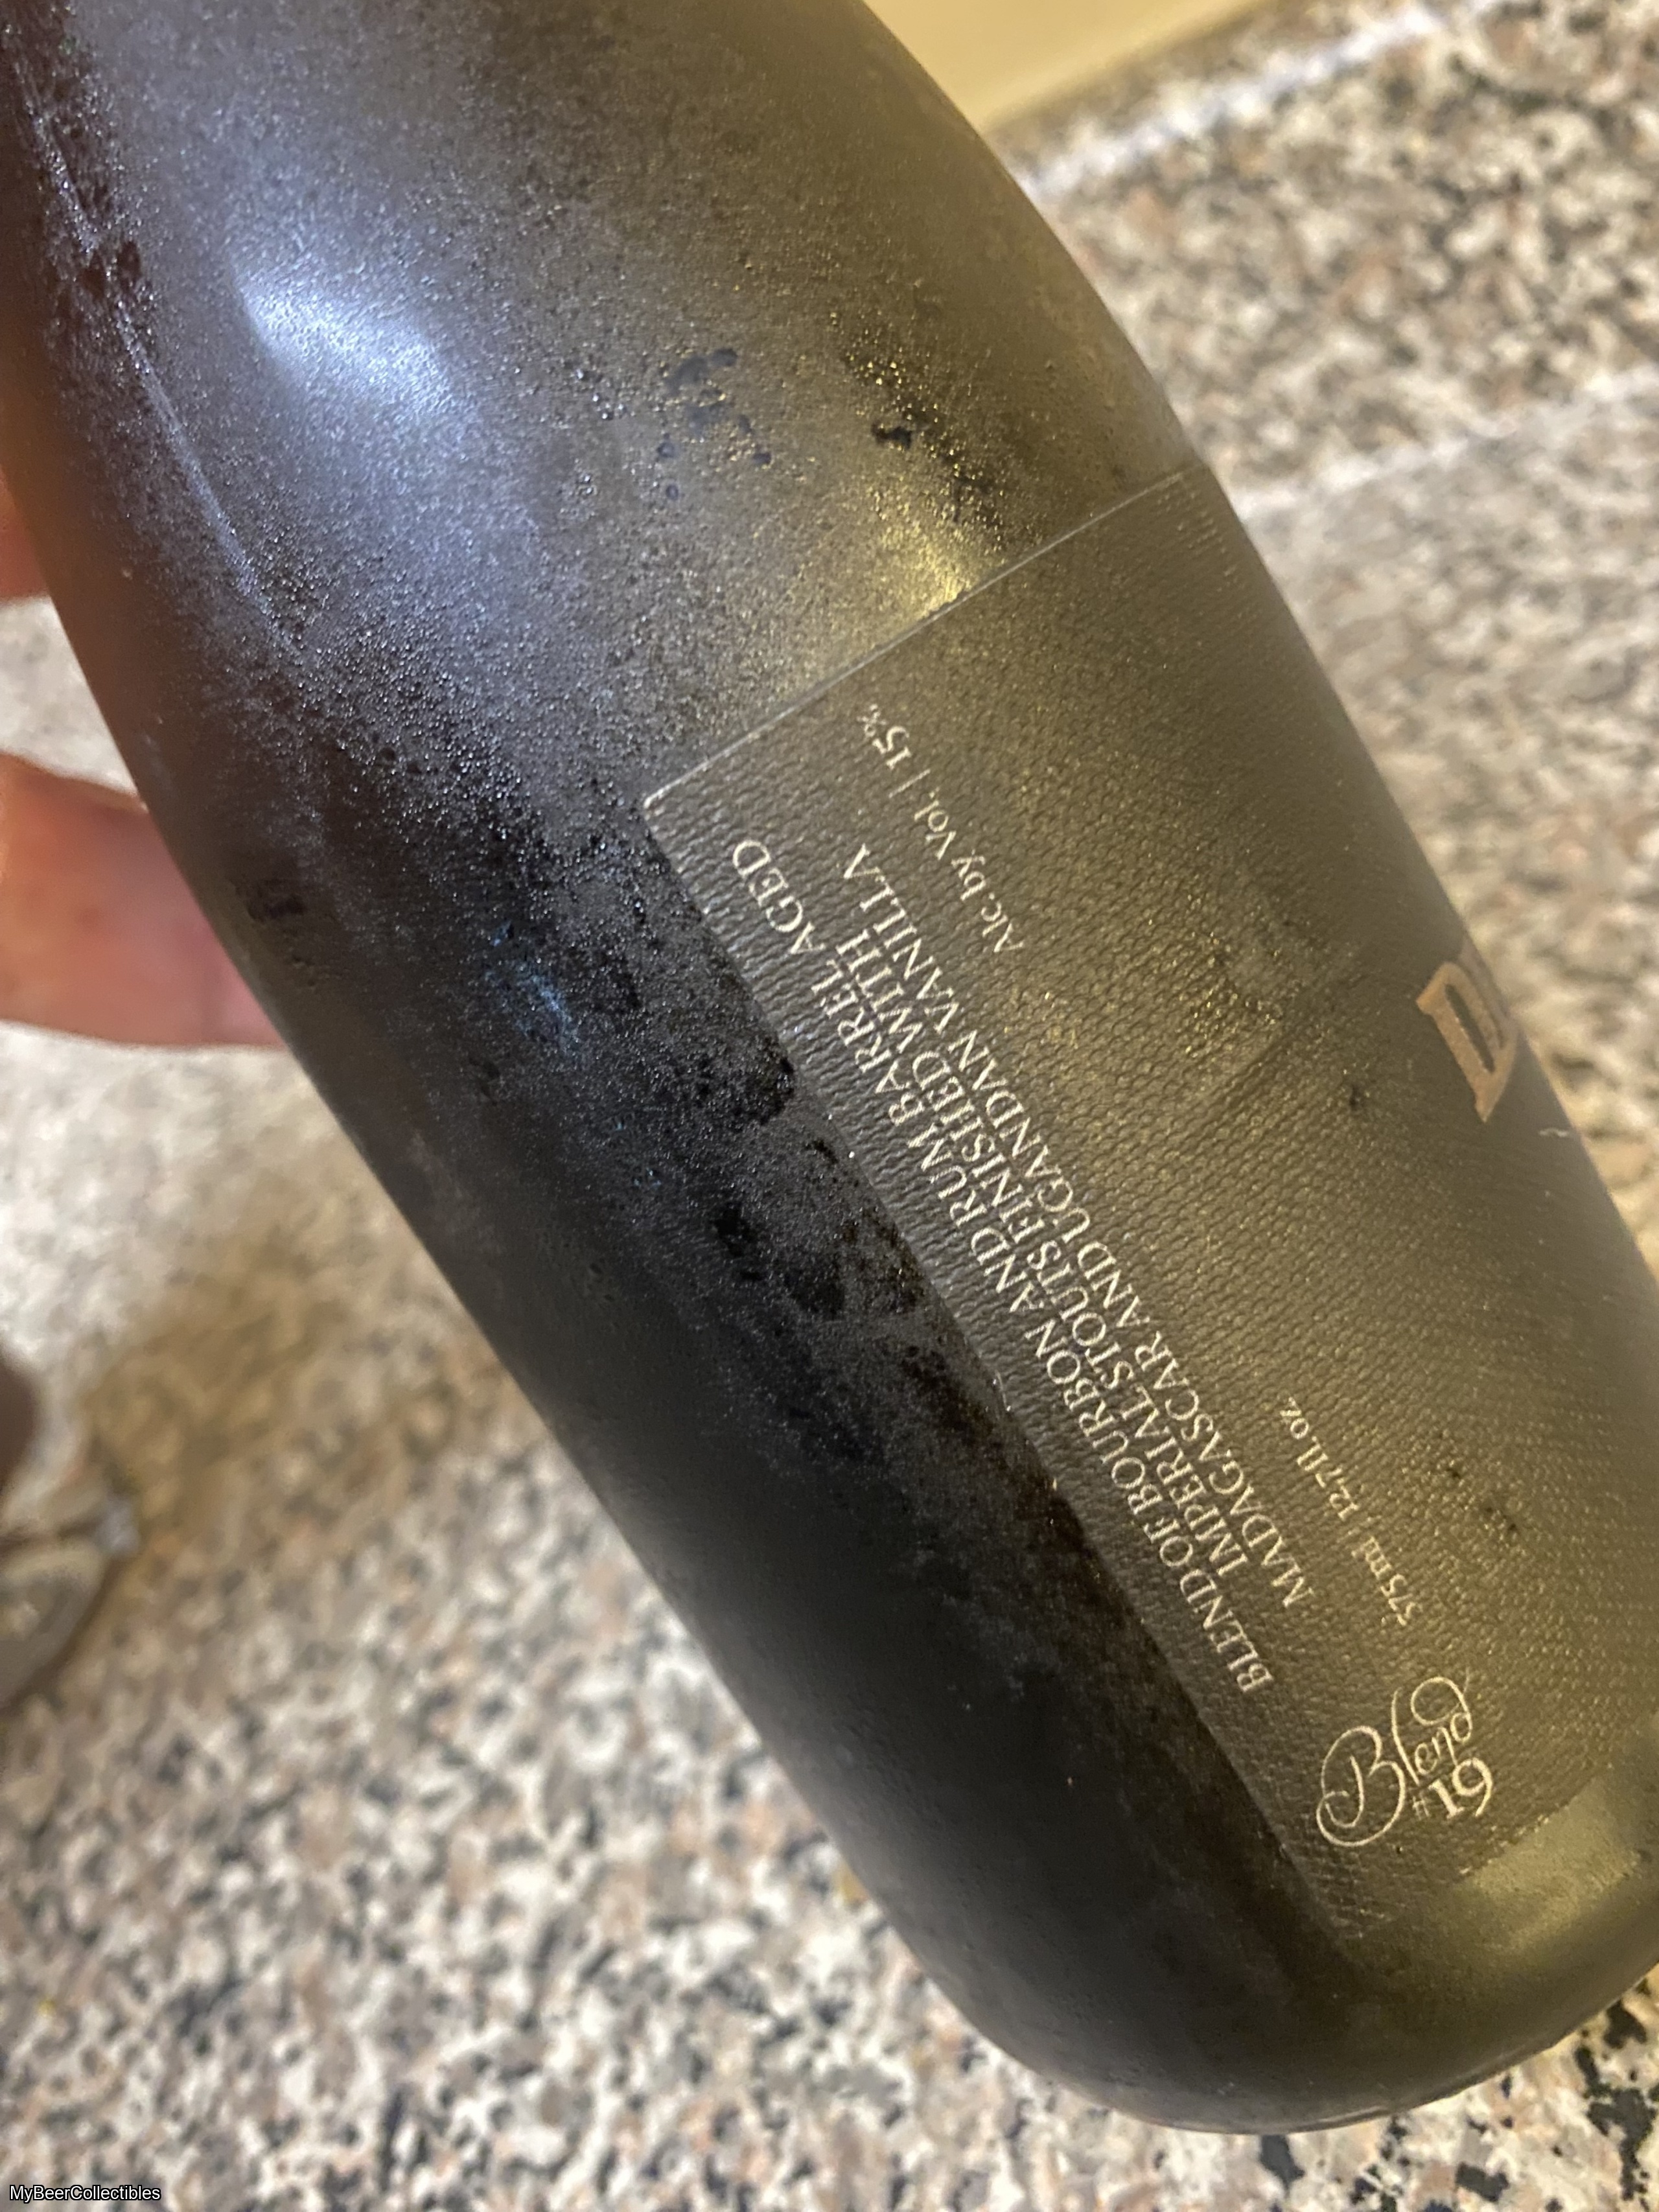 BLEND OF BOURBON AND RUM BARREL AGED
IMPERIAL STOUTS FINISHED WITH
MADAGASCAR AND UGANDAN VANILLA
375ml | 12.7 fl.oz
Alc. by Vol. | 15%
Blend
#19
D
MyBeerCollectibles